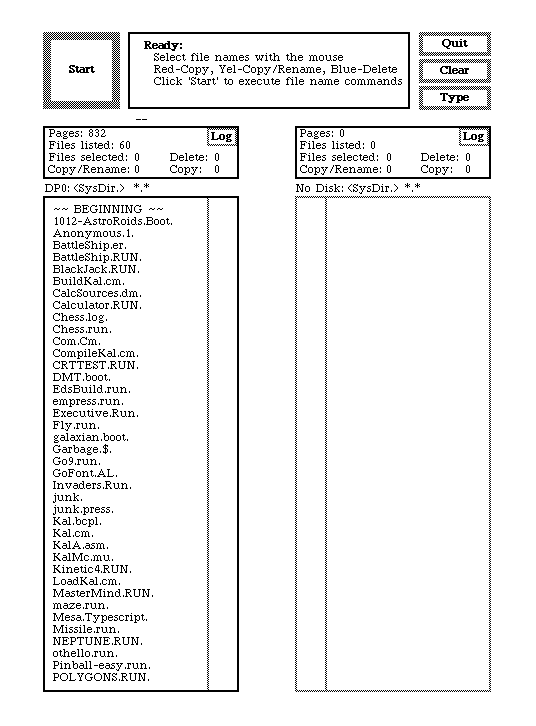 Start
Ready:
Select file names with the mouse
Red-Copy, Yel-Copy/Rename, Blue-Delete
Click 'Start' to execute file name commands
Quit
Clear
Type
--
Pages: 832
Log
Files listed: 60
Files selected: 0 Delete: 0
Copy/Rename: 0 Copy: 0
DP0: <SysDir.> *.*
~~ BEGINNING ~~
1012-AstroRoids.Boot.
Anonymous.1.
BattleShip.er.
BattleShip.RUN.
BlackJack.RUN.
BuildKal.cm.
CalcSources.dm.
Calculator.RUN.
Chess.log.
Chess.run.
Com.Cm.
CompileKal.cm.
CRTTEST.RUN.
DMT.boot.
EdsBuild.run.
empress.run.
Executive.Run.
Fly.run.
galaxian.boot.
Garbage.$.
Go9.run.
GoFont.AL.
Invaders.Run.
junk.
junk.press.
Kal.bcpl.
Kal.cm.
KalA.asm.
KalMc.mu.
Kinetic4.RUN.
LoadKal.cm.
MasterMind.RUN.
maze.run.
Mesa.Typescript.
Missile.run.
NEPTUNE.RUN.
othello.run.
Pinball-easy.run.
POLYGONS.RUN.
Pages: 0
Log
Files listed: 0
Files selected: 0 Delete: 0
Copy/Rename: 0 Copy: 0
No Disk: <SysDir.> *.*